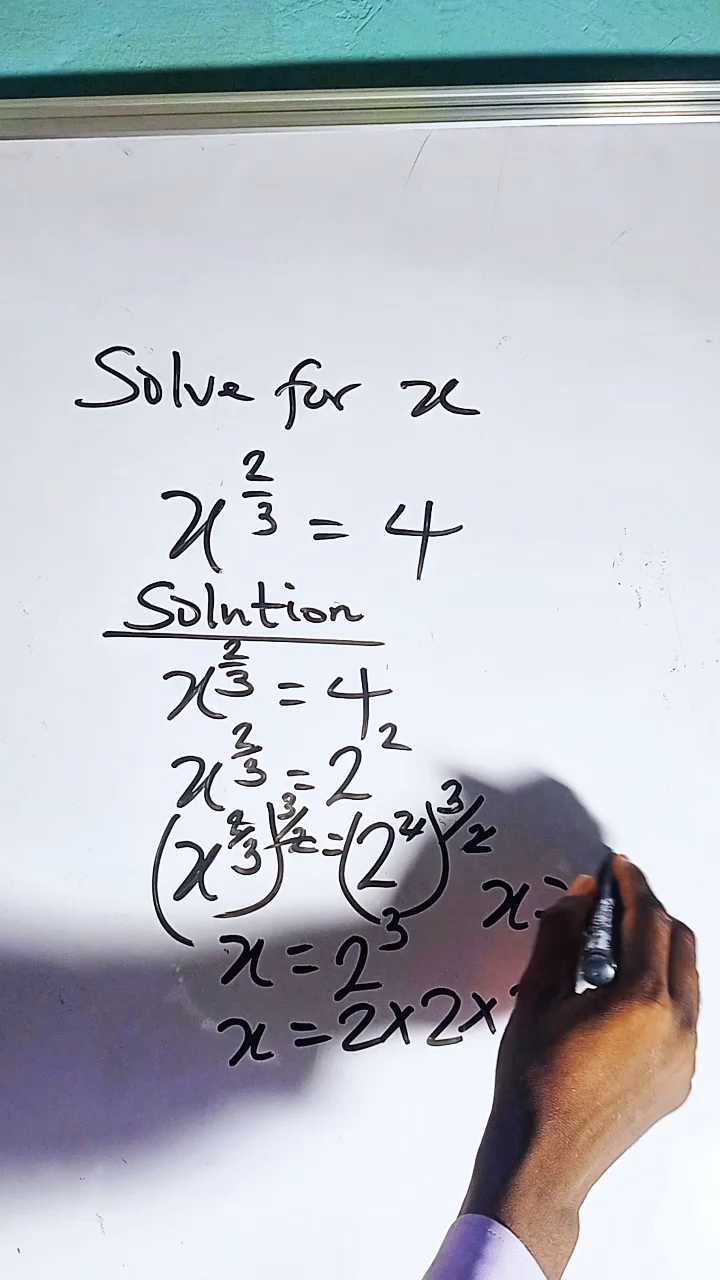 Solve for x
x^{2/3} = 4
Solution
x^{2/3} = 4
x^{2/3} = 2^2
(x^{2/3})^{3/2} = (2^2)^{3/2}
x = 2^3
x = 2×2×
x =